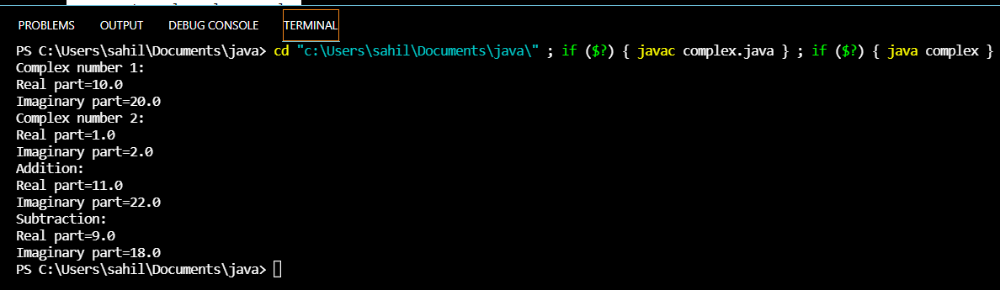 PROBLEMS OUTPUT DEBUG CONSOLE TERMINAL
PS C:\Users\sahil\Documents\java> cd "c:\Users\sahil\Documents\java\" ; if ($?) { javac complex.java } ; if ($?) { java complex }
Complex number 1:
Real part=10.0
Imaginary part=20.0
Complex number 2:
Real part=1.0
Imaginary part=2.0
Addition:
Real part=11.0
Imaginary part=22.0
Subtraction:
Real part=9.0
Imaginary part=18.0
PS C:\Users\sahil\Documents\java>